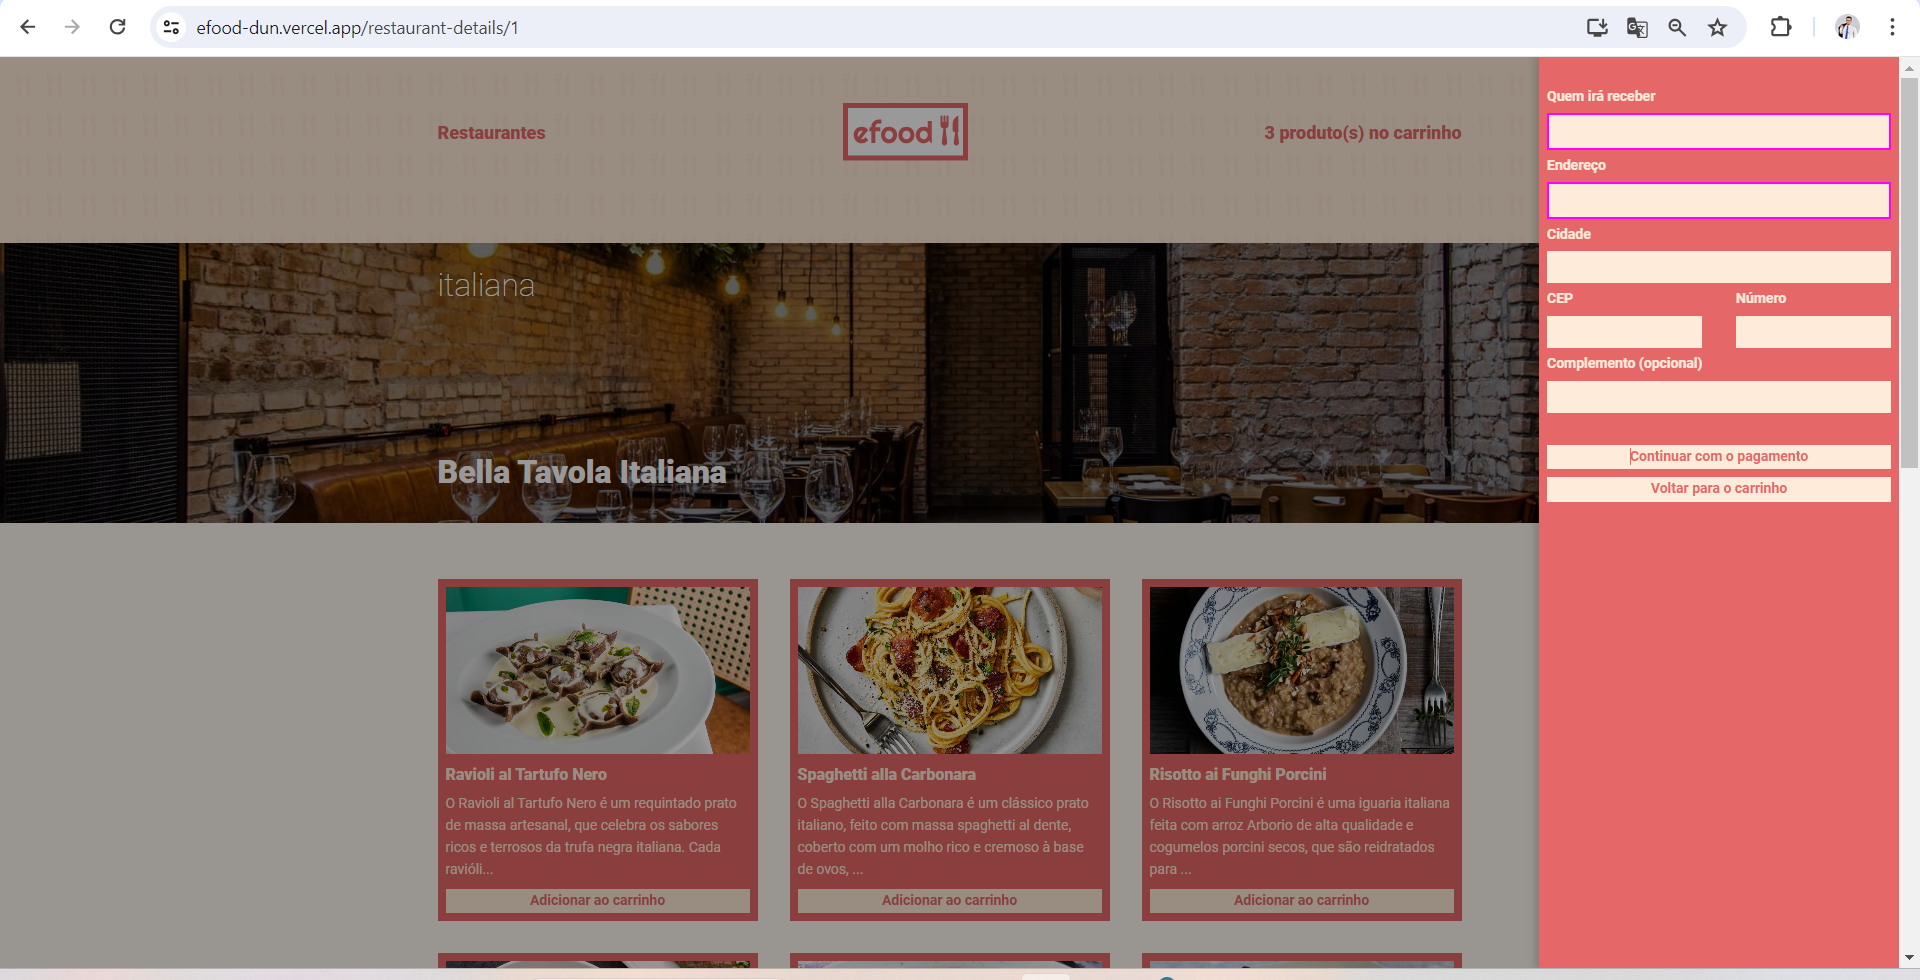 efood-dun.vercel.app/restaurant-details/1
Restaurantes
efood
3 produto(s) no carrinho
italiana
Bella Tavola Italiana
Ravioli al Tartufo Nero
O Ravioli al Tartufo Nero é um requintado prato
de massa artesanal, que celebra os sabores
ricos e terrosos da trufa negra italiana. Cada
ravióli...
Adicionar ao carrinho
Spaghetti alla Carbonara
O Spaghetti alla Carbonara é um clássico prato
italiano, feito com massa spaghetti al dente,
coberto com um molho rico e cremoso à base
de ovos, ...
Adicionar ao carrinho
Risotto ai Funghi Porcini
O Risotto ai Funghi Porcini é uma iguaria italiana
feita com arroz Arborio de alta qualidade e
cogumelos porcini secos, que são reidratados
para ...
Adicionar ao carrinho
Quem irá receber
Endereço
Cidade
CEP
Número
Complemento (opcional)
Continuar com o pagamento
Voltar para o carrinho